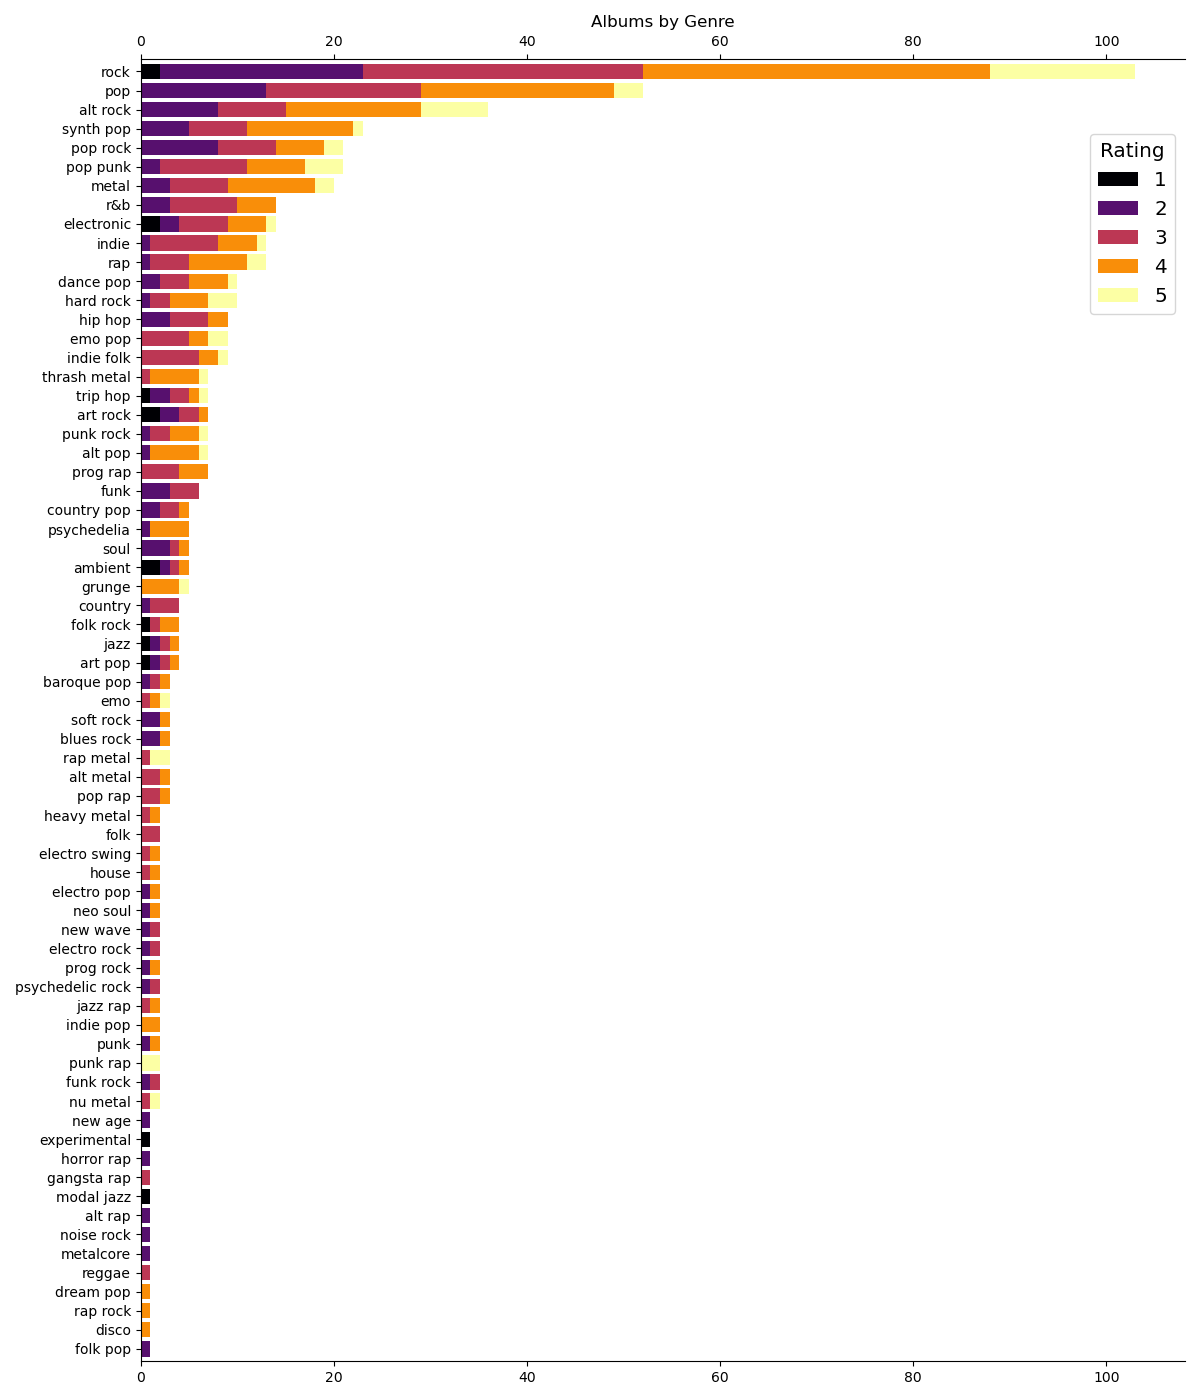 Albums by Genre
0 20 40 60 80 100
rock
pop
alt rock
synth pop
pop rock
pop punk
metal
r&b
electronic
indie
rap
dance pop
hard rock
hip hop
emo pop
indie folk
thrash metal
trip hop
art rock
punk rock
alt pop
prog rap
funk
country pop
psychedelia
soul
ambient
grunge
country
folk rock
jazz
art pop
baroque pop
emo
soft rock
blues rock
rap metal
alt metal
pop rap
heavy metal
folk
electro swing
house
electro pop
neo soul
new wave
electro rock
prog rock
psychedelic rock
jazz rap
indie pop
punk
punk rap
funk rock
nu metal
new age
experimental
horror rap
gangsta rap
modal jazz
alt rap
noise rock
metalcore
reggae
dream pop
rap rock
disco
folk pop
0 20 40 60 80 100
Rating
1
2
3
4
5